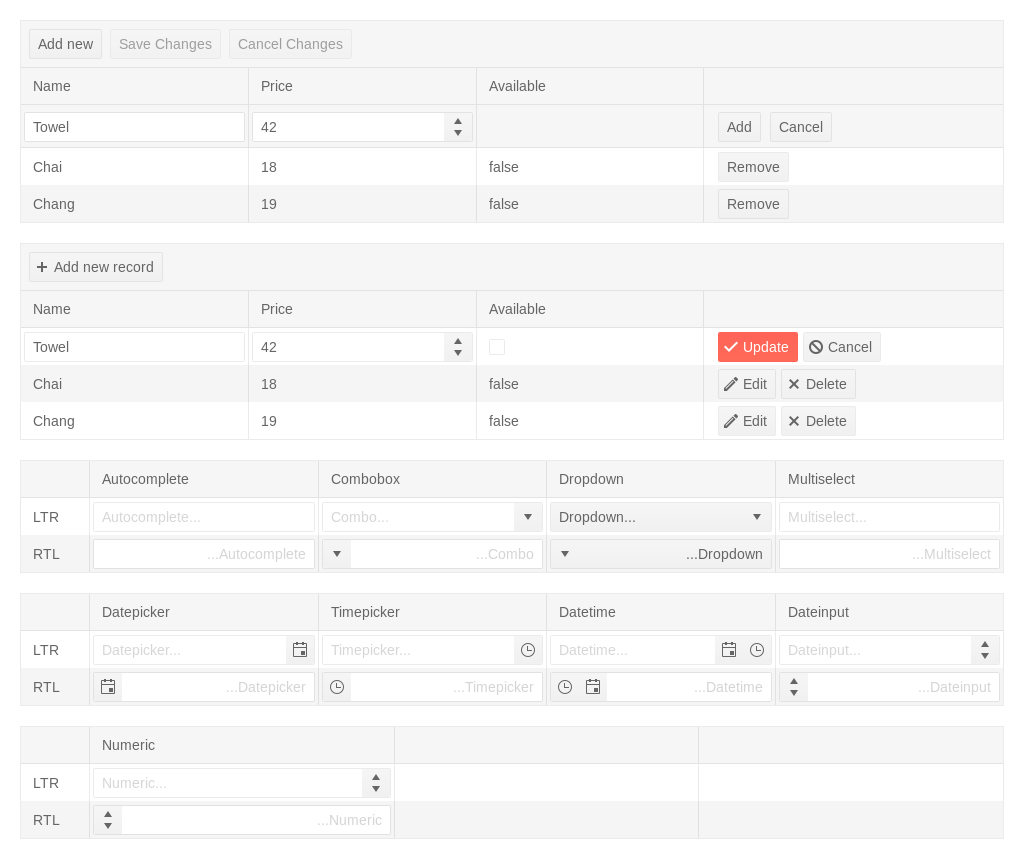 Add new Save Changes Cancel Changes
Name Price Available
Towel 42 Add Cancel
Chai 18 false Remove
Chang 19 false Remove
Add new record
Name Price Available
Towel 42 Update Cancel
Chai 18 false Edit Delete
Chang 19 false Edit Delete
Autocomplete Combobox Dropdown Multiselect
LTR Autocomplete... Combo... Dropdown... Multiselect...
RTL ...Autocomplete ...Combo ...Dropdown ...Multiselect
Datepicker Timepicker Datetime Dateinput
LTR Datepicker... Timepicker... Datetime... Dateinput...
RTL ...Datepicker ...Timepicker ...Datetime ...Dateinput
Numeric
LTR Numeric...
RTL ...Numeric